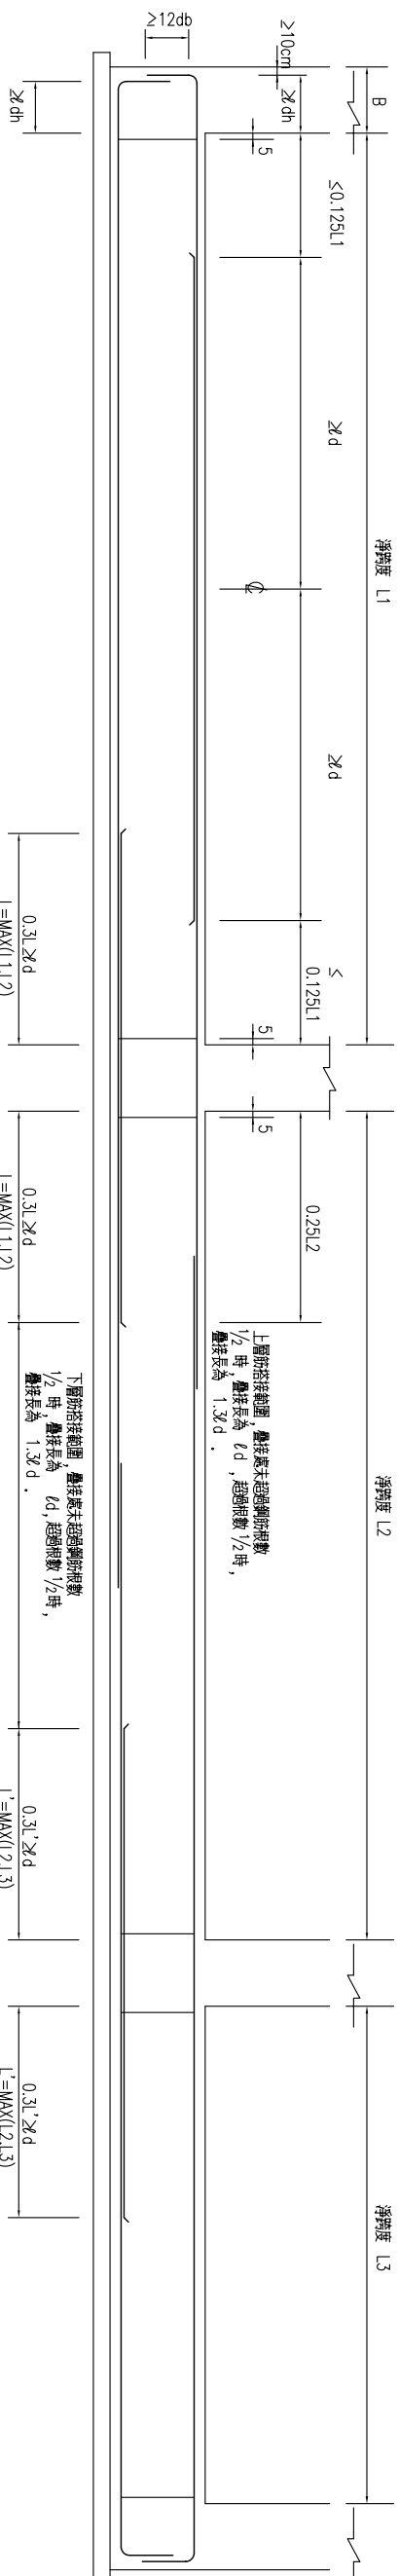 B
淨跨度 L1
淨跨度 L2
淨跨度 L3
≥10cm
≥ℓdh
≤0.125L1
≥ℓd
≥ℓd
≤
0.125L1
0.25L2
5
5
5
≥12db
≥ℓdh
上層筋搭接範圍，疊接處未超過鋼筋根數
1/2 時，疊接長為 ℓd ，超過根數 1/2 時，
疊接長為 1.3ℓd ．
下層筋搭接範圍，疊接處未超過鋼筋根數
1/2 時，疊接長為 ℓd，超過根數 1/2 時，
疊接長為 1.3ℓd ．
0.3L≥ℓd
L=MAX(L1,L2)
0.3L≥ℓd
L=MAX(L1,L2)
0.3L'≥ℓd
L'=MAX(L2,L3)
0.3L'≥ℓd
L'=MAX(L2,L3)